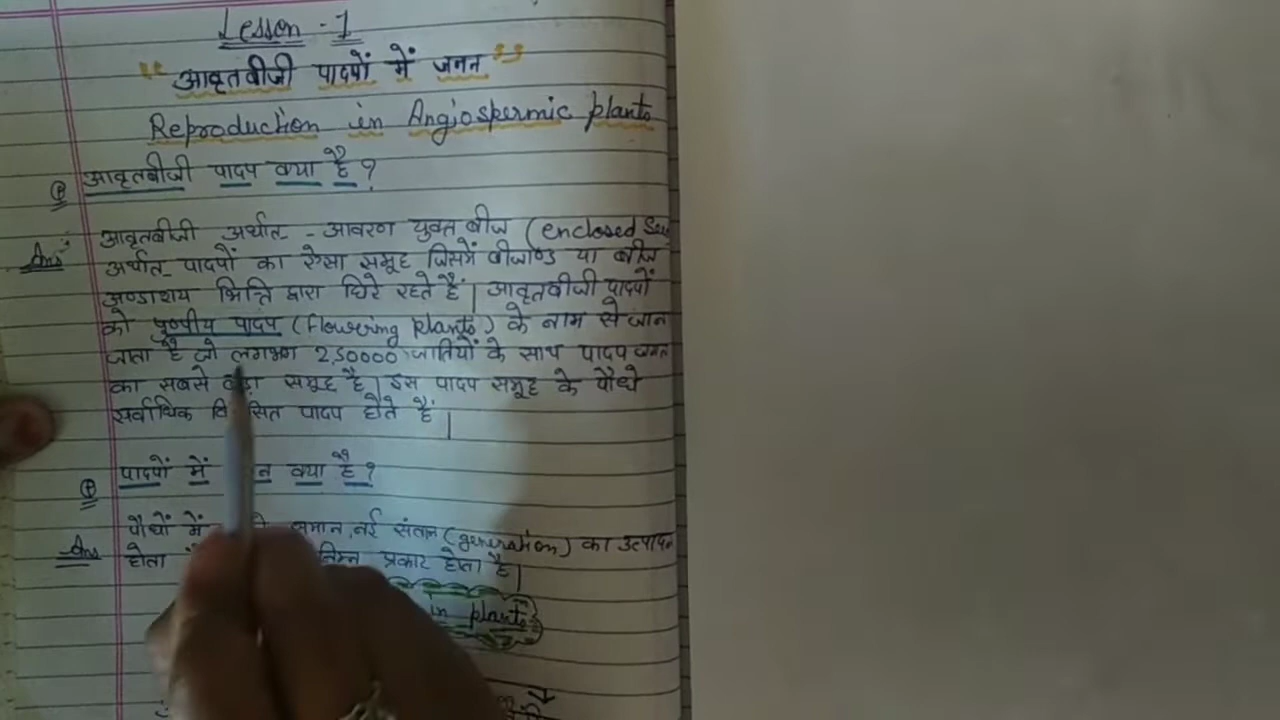 Lesson - 1
" आवृतबीजी पादपों में जनन "
Reproduction in Angiospermic plants
Q आवृतबीजी पादप क्या है ?
Ans: आवृतबीजी अर्थात - आवरण युक्त बीज (enclosed
अर्थात पादपों का ऐसा समूह जिसमें बीजाण्ड या बीज
अण्डाशय भित्ति द्वारा घिरे रहते हैं | आवृतबीजी पादपों
को पुष्पीय पादप (flowering plants) के नाम से जान
जाता है जो लगभग 2,50000 जातियों के साथ पादप जगत
का सबसे बड़ा समूह है | इस पादप समूह के पौधे
सर्वाधिक पादप होते हैं |
Q पादपों में क्या है ?
Ans पौधों में समान नई संतान (generation) का उत्पादन
होता निम्न प्रकार होता है |
in plants